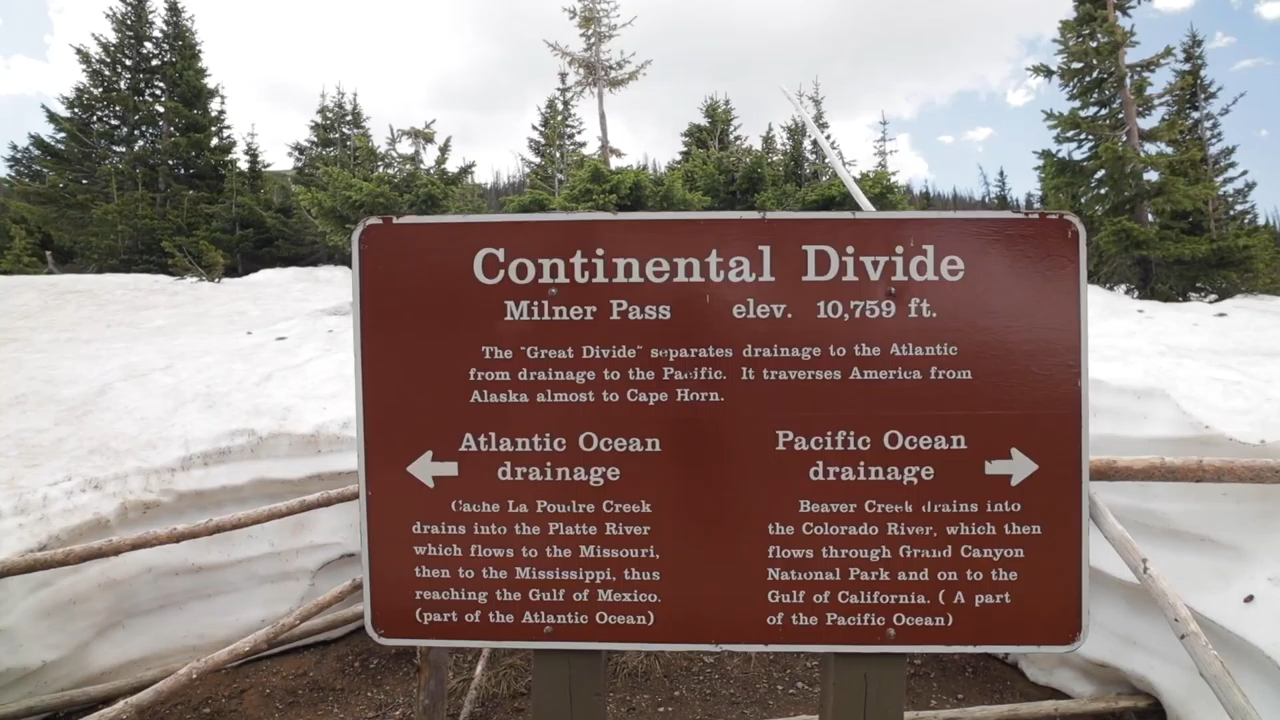 Continental Divide
Milner Pass elev. 10,759 ft.
The "Great Divide" separates drainage to the Atlantic
from drainage to the Pacific. It traverses America from
Alaska almost to Cape Horn.
Atlantic Ocean
drainage
Cache La Poudre Creek
drains into the Platte River
which flows to the Missouri,
then to the Mississippi, thus
reaching the Gulf of Mexico.
(part of the Atlantic Ocean)
Pacific Ocean
drainage
Beaver Creek drains into
the Colorado River, which then
flows through Grand Canyon
National Park and on to the
Gulf of California. ( A part
of the Pacific Ocean)